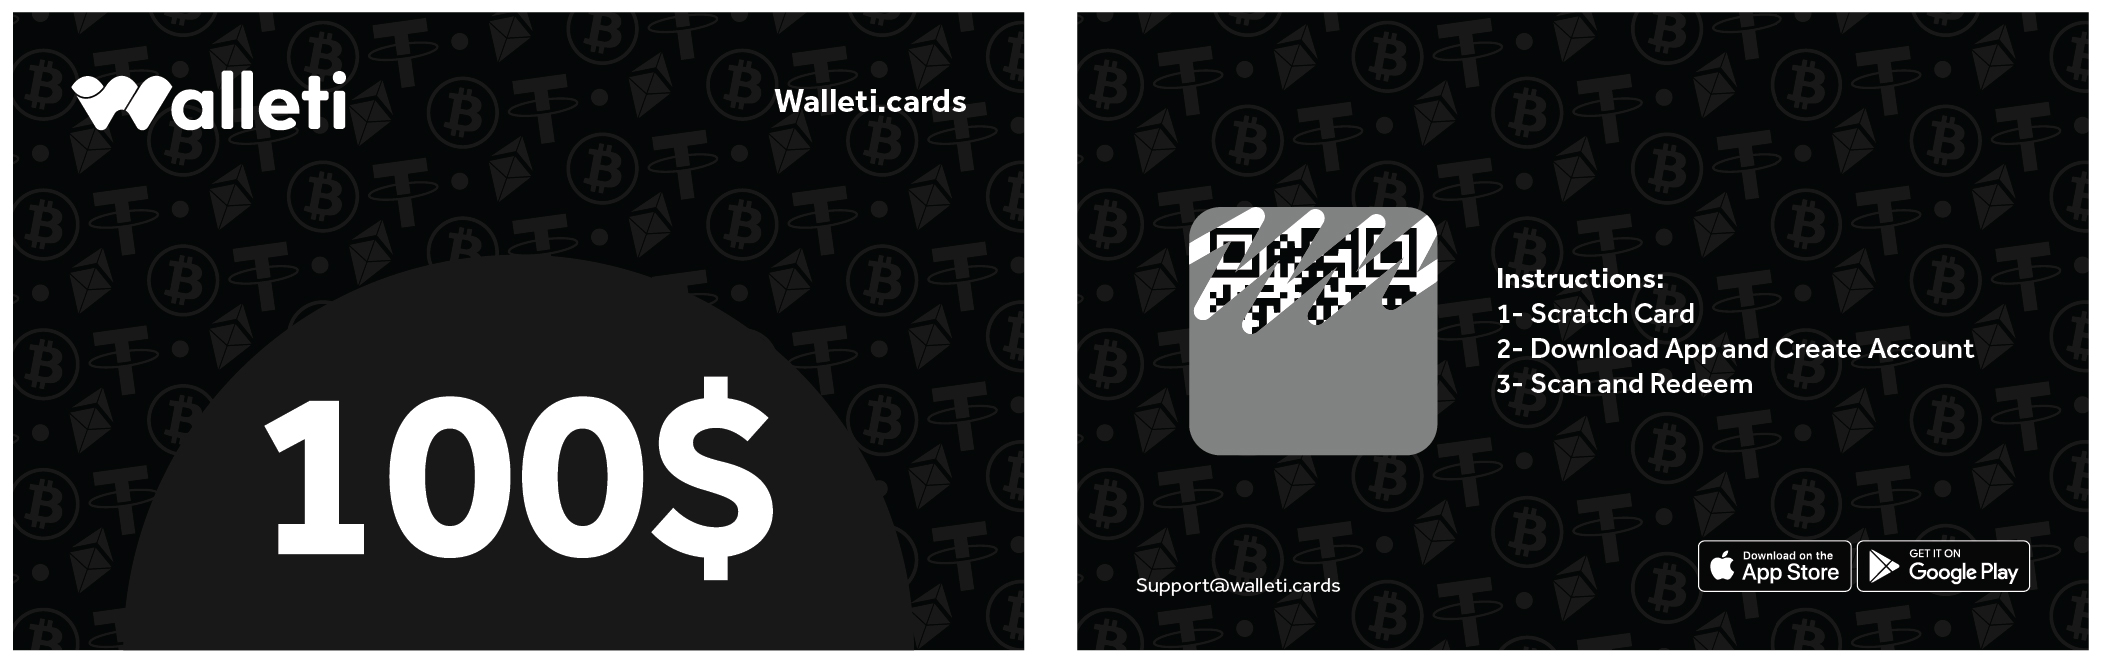 Walleti
Walleti.cards
100$
Instructions:
1- Scratch Card
2- Download App and Create Account
3- Scan and Redeem
Support@walleti.cards
Download on the
App Store
GET IT ON
Google Play